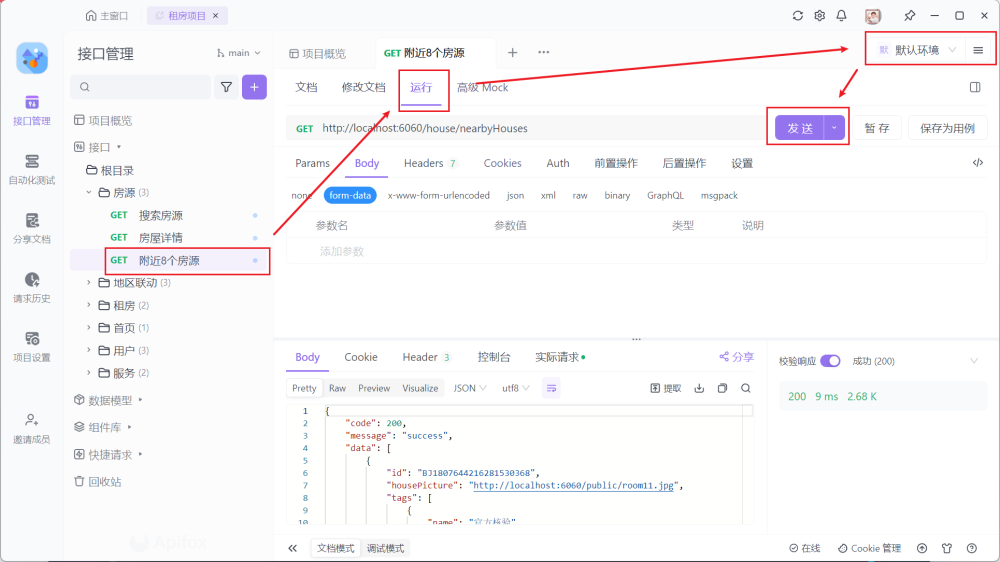 主窗口
租房项目
接口管理
main
接口管理
自动化测试
分享文档
请求历史
项目设置
邀请成员
项目概览
接口
根目录
房源 (3)
GET 搜索房源
GET 房屋详情
GET 附近8个房源
地区联动 (3)
租房 (2)
首页 (1)
用户 (3)
服务 (2)
数据模型
组件库
快捷请求
回收站
Apifox
项目概览
GET 附近8个房源
默 默认环境
文档 修改文档 运行 高级 Mock
GET http://localhost:6060/house/nearbyHouses
发 送
暂 存
保存为用例
Params Body Headers 7 Cookies Auth 前置操作 后置操作 设置
none form-data x-www-form-urlencoded json xml raw binary GraphQL msgpack
参数名 参数值 类型 说明
添加参数
Body Cookie Header 3 控制台 实际请求 分享
Pretty Raw Preview Visualize JSON utf8 提取
1 {
2 "code": 200,
3 "message": "success",
4 "data": [
5 {
6 "id": "BJ1807644216281530368",
7 "housePicture": "http://localhost:6060/public/room11.jpg",
8 "tags": [
9 {
10 "name": "官方核验"
校验响应 成功 (200)
200 9 ms 2.68 K
文档模式 调试模式
在线 Cookie 管理